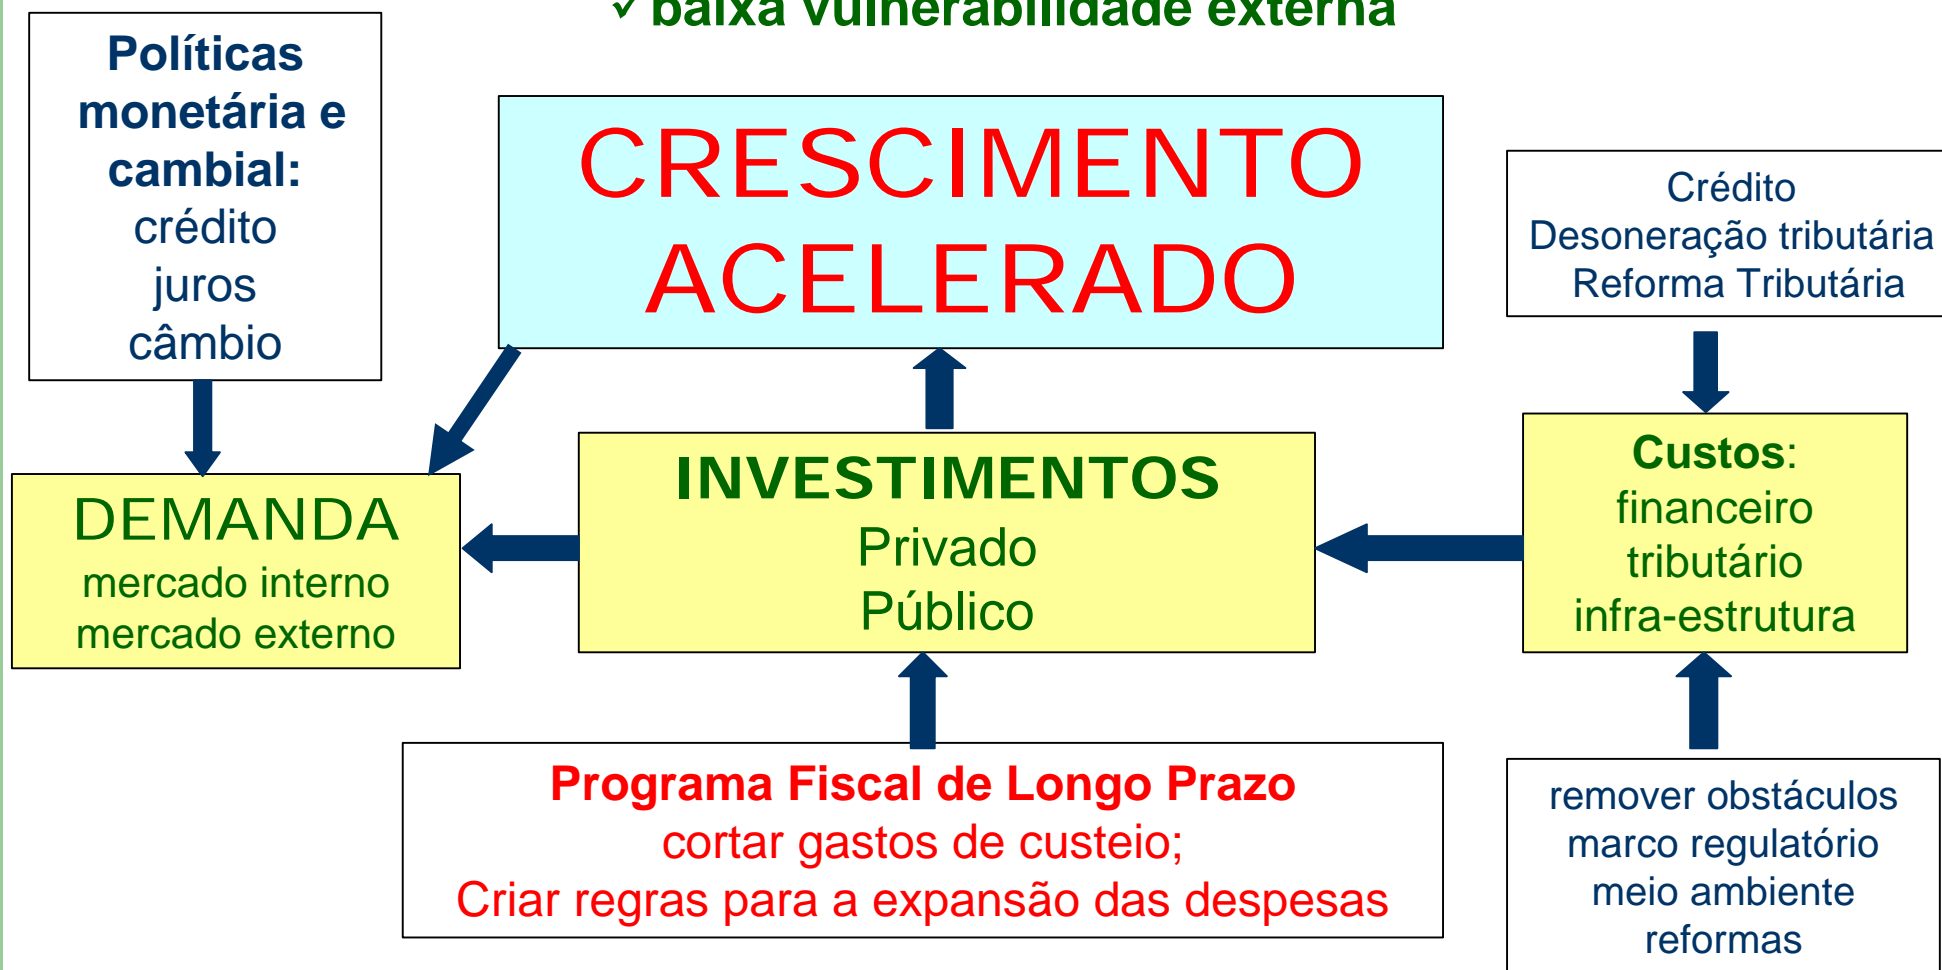 ✓ baixa vulnerabilidade externa
Políticas
monetária e
cambial:
crédito
juros
câmbio
CRESCIMENTO
ACELERADO
Crédito
Desoneração tributária
Reforma Tributária
DEMANDA
mercado interno
mercado externo
INVESTIMENTOS
Privado
Público
Custos:
financeiro
tributário
infra-estrutura
Programa Fiscal de Longo Prazo
cortar gastos de custeio;
Criar regras para a expansão das despesas
remover obstáculos
marco regulatório
meio ambiente
reformas